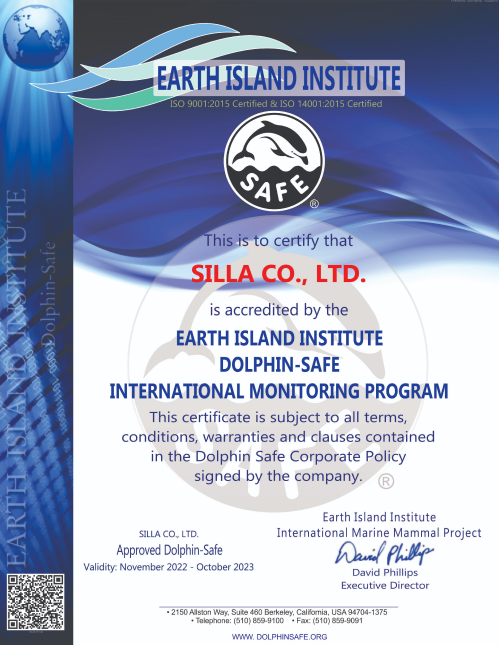 EARTH ISLAND INSTITUTE
ISO 9001:2015 Certified & ISO 14001:2015 Certified
SAFE
®
This is to certify that
SILLA CO., LTD.
is accredited by the
EARTH ISLAND INSTITUTE
DOLPHIN-SAFE
INTERNATIONAL MONITORING PROGRAM
This certificate is subject to all terms,
conditions, warranties and clauses contained
in the Dolphin Safe Corporate Policy
signed by the company.
SAFE
®
SILLA CO., LTD.
Approved Dolphin-Safe
Validity: November 2022 - October 2023
Earth Island Institute
International Marine Mammal Project
David Phillips
David Phillips
Executive Director
• 2150 Allston Way, Suite 460 Berkeley, California, USA 94704-1375
• Telephone: (510) 859-9100 • Fax: (510) 859-9091
WWW. DOLPHINSAFE.ORG
EARTH ISLAND INSTITUTE
Dolphin-Safe